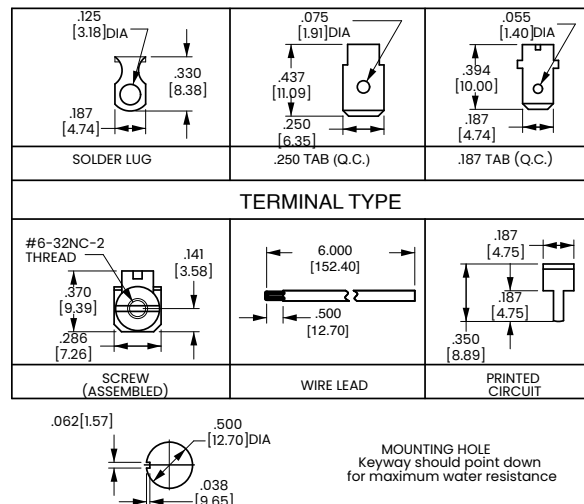 .125
[3.18]DIA
.330
[8.38]
.187
[4.74]
SOLDER LUG
.075
[1.91]DIA
.437
[11.09]
.250
[6.35]
.250 TAB (Q.C.)
.055
[1.40]DIA
.394
[10.00]
.187
[4.74]
.187 TAB (Q.C.)
TERMINAL TYPE
#6-32NC-2
THREAD
.141
[3.58]
.370
[9.39]
.286
[7.26]
SCREW
(ASSEMBLED)
6.000
[152.40]
.500
[12.70]
WIRE LEAD
.187
[4.75]
.187
[4.75]
.350
[8.89]
PRINTED
CIRCUIT
.062[1.57]
.500
[12.70]DIA
.038
[9.65]
MOUNTING HOLE
Keyway should point down
for maximum water resistance